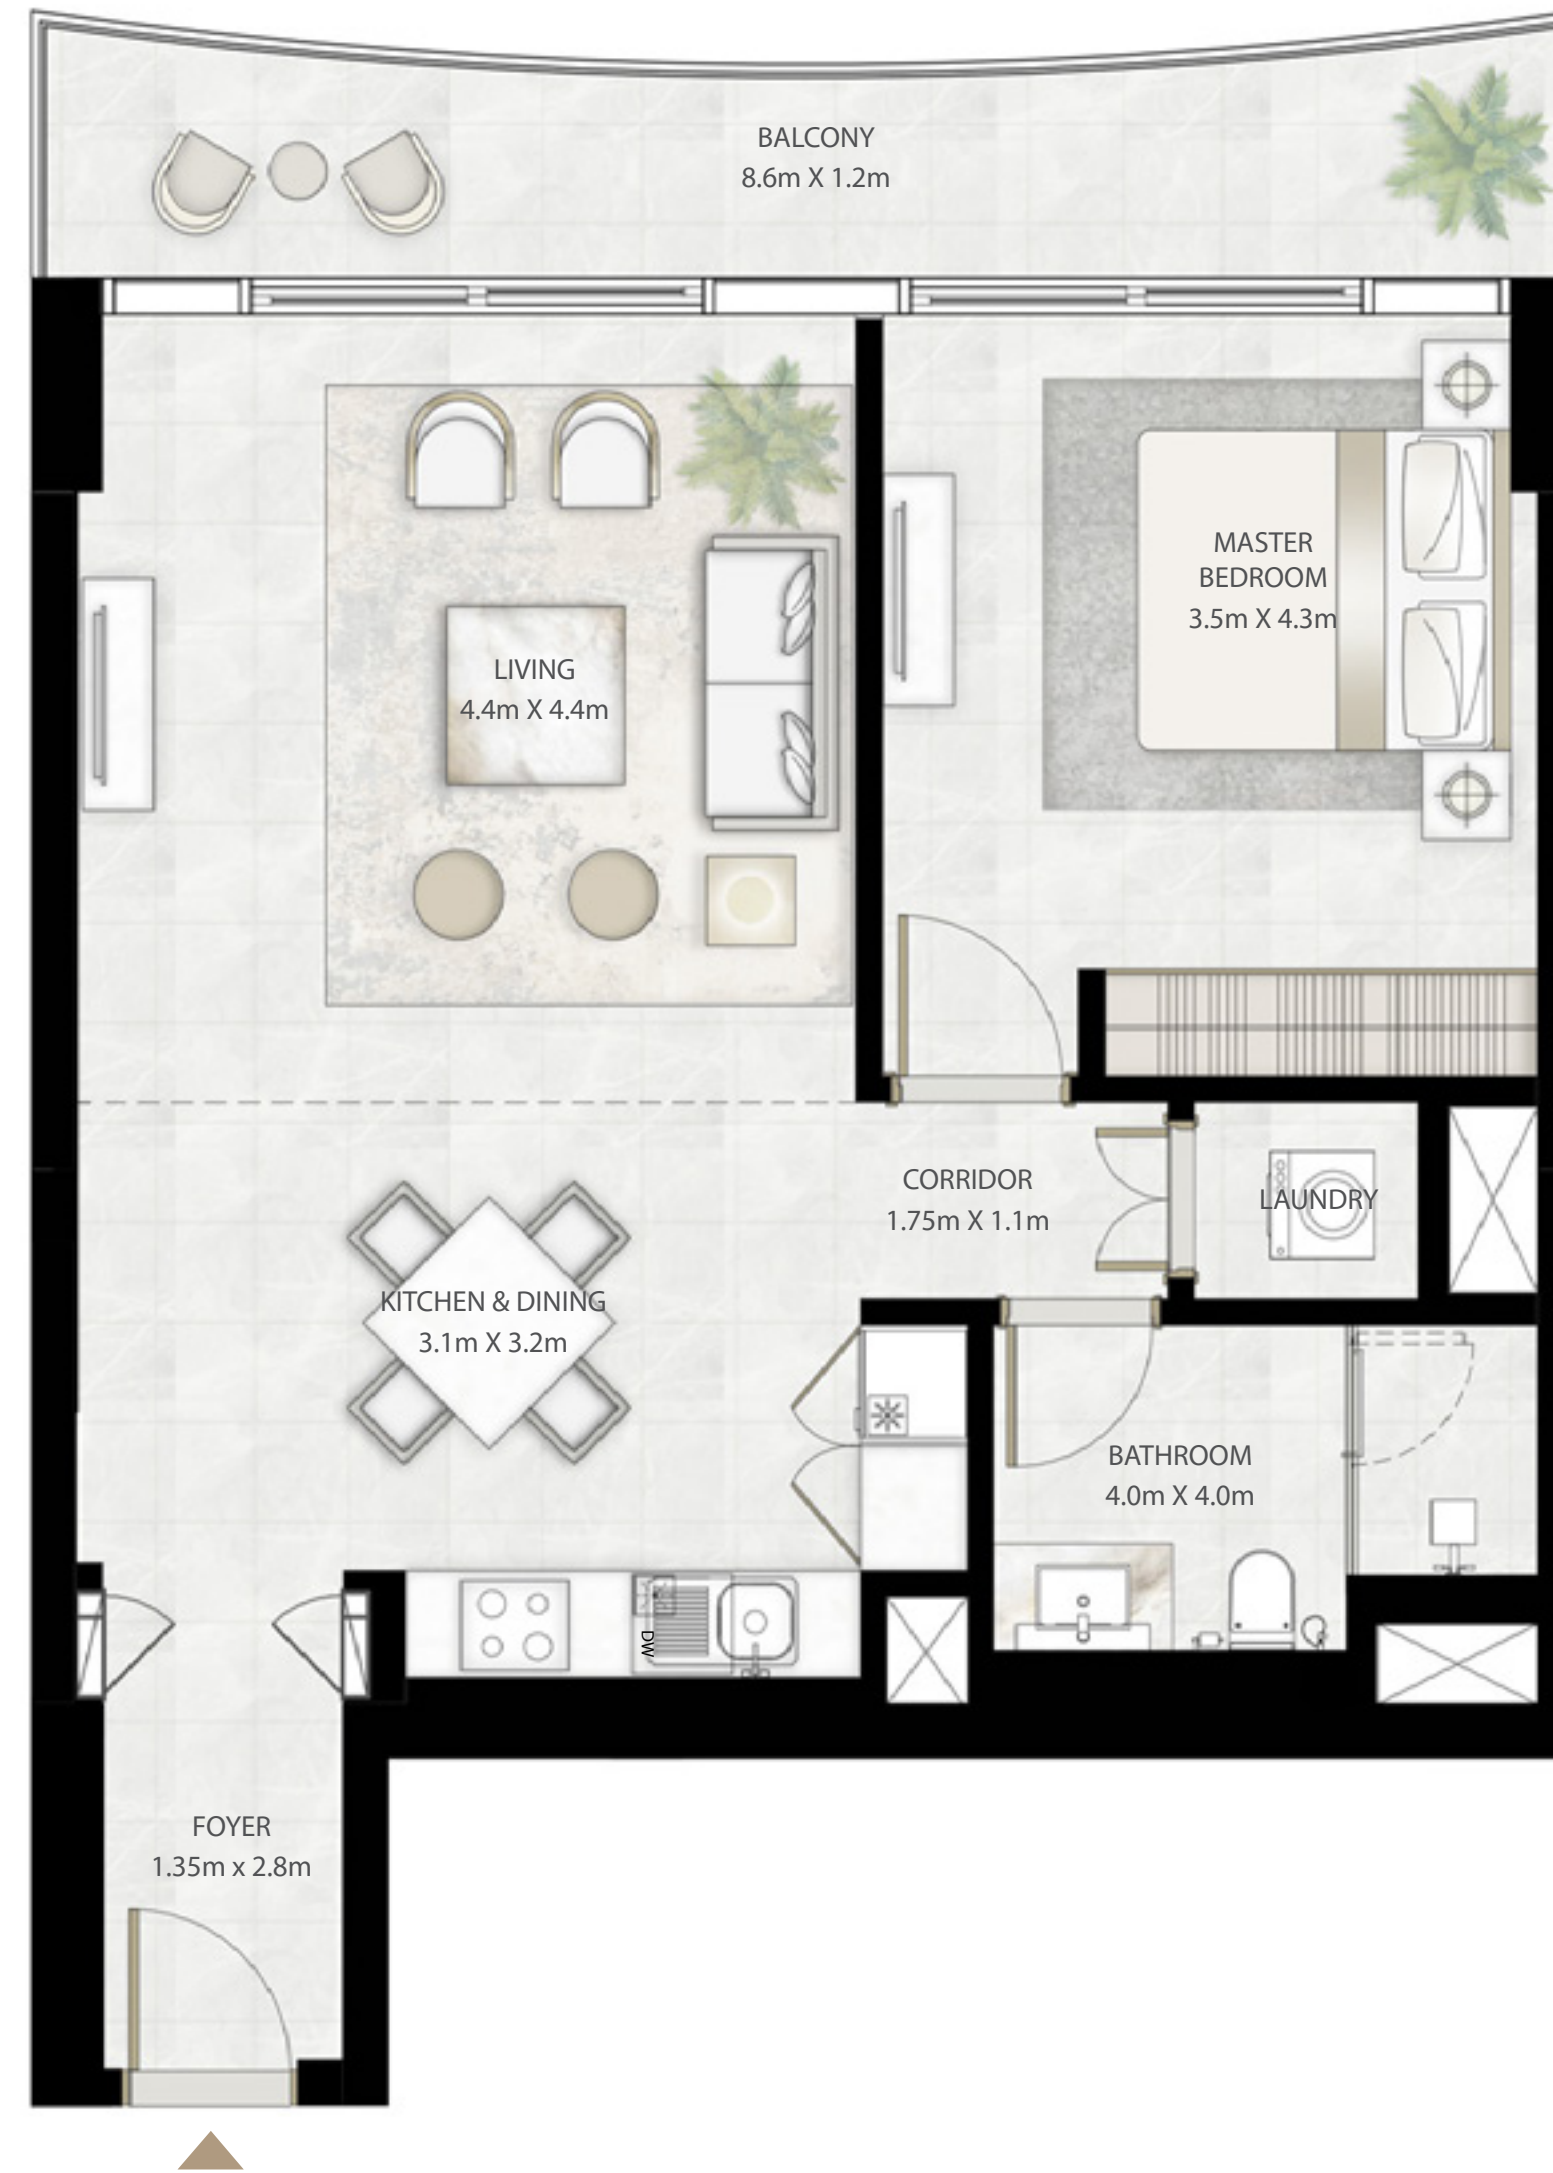 BALCONY
8.6m X 1.2m
MASTER
BEDROOM
3.5m X 4.3m
LIVING
4.4m X 4.4m
CORRIDOR
1.75m X 1.1m
LAUNDRY
KITCHEN & DINING
3.1m X 3.2m
BATHROOM
4.0m X 4.0m
DW
FOYER
1.35m x 2.8m